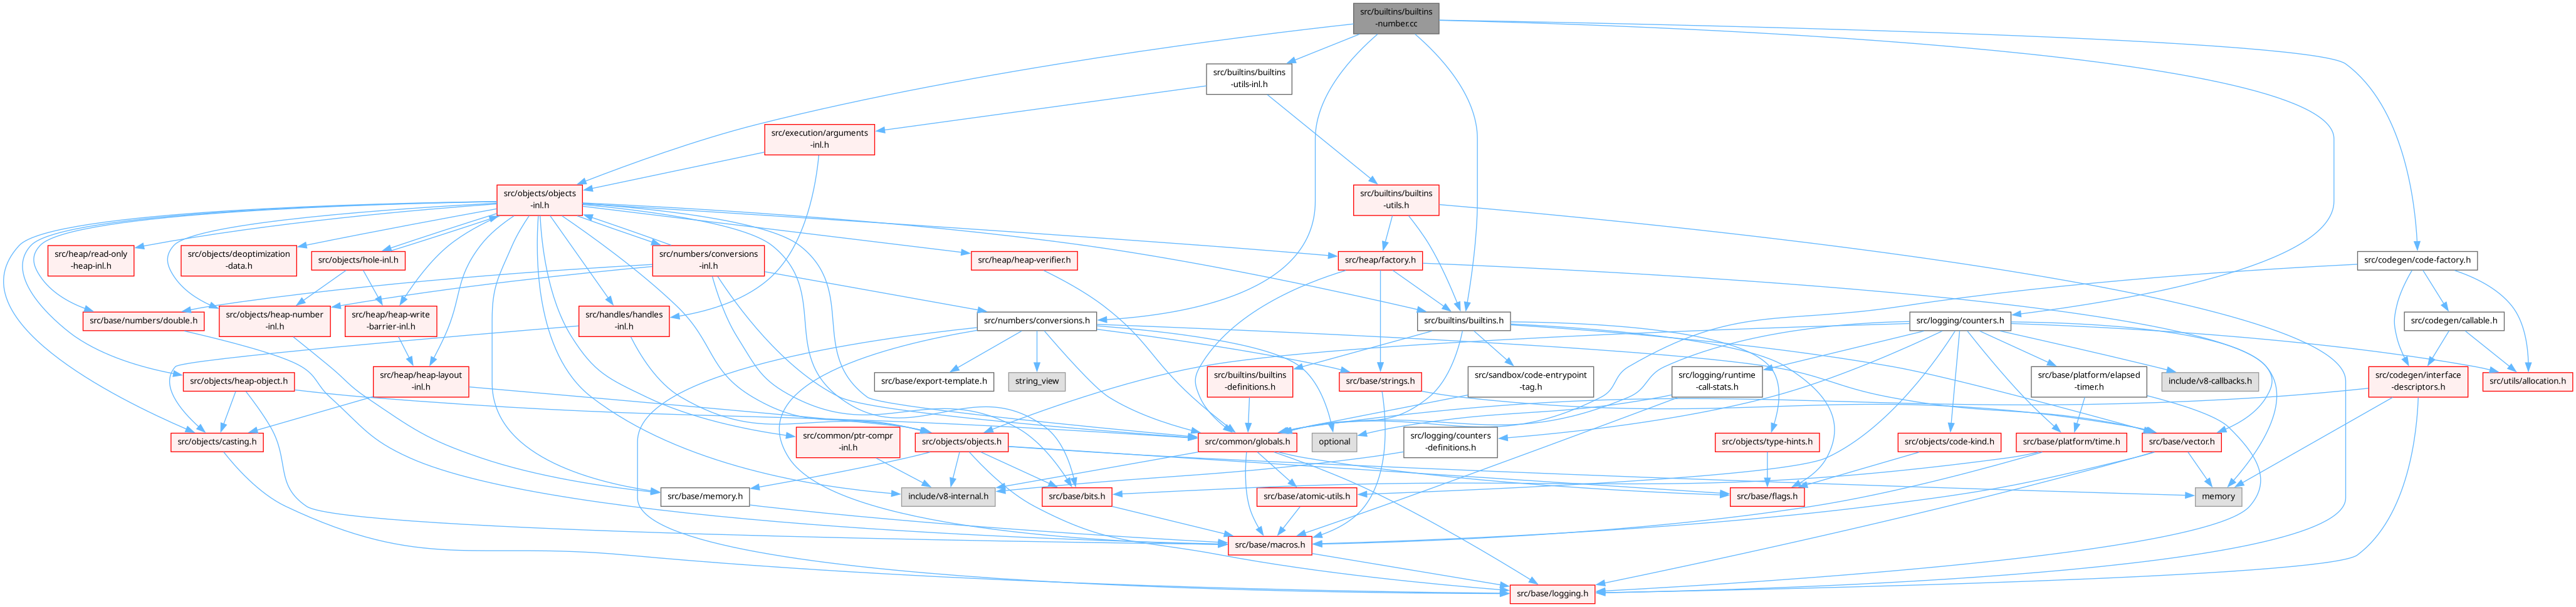 src/builtins/builtins
-number.cc
src/builtins/builtins
-utils-inl.h
src/execution/arguments
-inl.h
src/objects/objects
-inl.h
src/builtins/builtins
-utils.h
src/heap/read-only
-heap-inl.h
src/objects/deoptimization
-data.h
src/objects/hole-inl.h
src/numbers/conversions
-inl.h
src/heap/heap-verifier.h
src/heap/factory.h
src/codegen/code-factory.h
src/base/numbers/double.h
src/objects/heap-number
-inl.h
src/heap/heap-write
-barrier-inl.h
src/handles/handles
-inl.h
src/numbers/conversions.h
src/builtins/builtins.h
src/logging/counters.h
src/codegen/callable.h
src/objects/heap-object.h
src/heap/heap-layout
-inl.h
src/base/export-template.h
string_view
src/builtins/builtins
-definitions.h
src/base/strings.h
src/sandbox/code-entrypoint
-tag.h
src/logging/runtime
-call-stats.h
src/base/platform/elapsed
-timer.h
include/v8-callbacks.h
src/codegen/interface
-descriptors.h
src/utils/allocation.h
src/objects/casting.h
src/common/ptr-compr
-inl.h
src/objects/objects.h
src/common/globals.h
optional
src/logging/counters
-definitions.h
src/objects/type-hints.h
src/objects/code-kind.h
src/base/platform/time.h
src/base/vector.h
src/base/memory.h
include/v8-internal.h
src/base/bits.h
src/base/atomic-utils.h
src/base/flags.h
memory
src/base/macros.h
src/base/logging.h